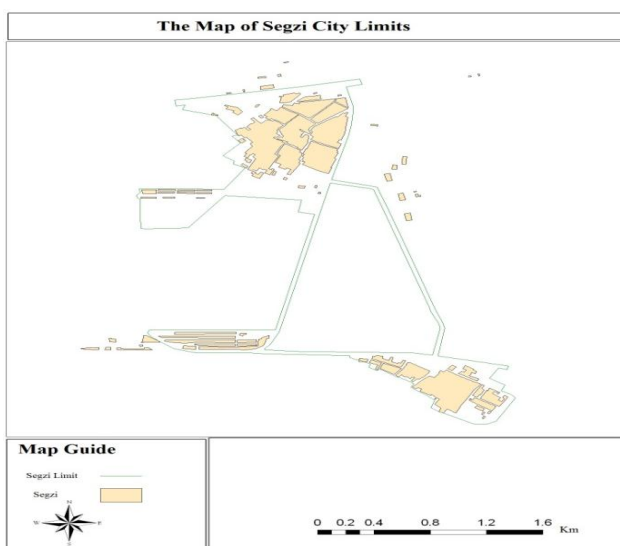 The Map of Segzi City Limits
Map Guide
Segzi Limit
Segzi
N
W
E
S
0 0.2 0.4 0.8 1.2 1.6
Km